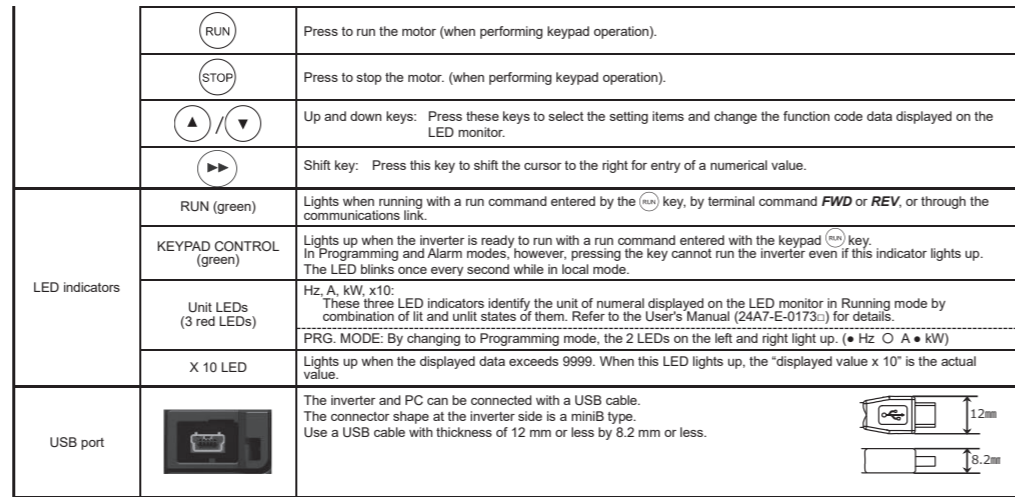 RUN
Press to run the motor (when performing keypad operation).
STOP
Press to stop the motor. (when performing keypad operation).
▲ / ▼
Up and down keys: Press these keys to select the setting items and change the function code data displayed on the
LED monitor.
Shift key: Press this key to shift the cursor to the right for entry of a numerical value.
LED indicators
RUN (green)
Lights when running with a run command entered by the RUN key, by terminal command FWD or REV, or through the
communications link.
KEYPAD CONTROL
(green)
Lights up when the inverter is ready to run with a run command entered with the keypad RUN key.
In Programming and Alarm modes, however, pressing the key cannot run the inverter even if this indicator lights up.
The LED blinks once every second while in local mode.
Unit LEDs
(3 red LEDs)
Hz, A, kW, x10:
These three LED indicators identify the unit of numeral displayed on the LED monitor in Running mode by
combination of lit and unlit states of them. Refer to the User's Manual (24A7-E-0173□) for details.
PRG. MODE: By changing to Programming mode, the 2 LEDs on the left and right light up. (● Hz ○ A ● kW)
X 10 LED
Lights up when the displayed data exceeds 9999. When this LED lights up, the “displayed value x 10” is the actual
value.
USB port
The inverter and PC can be connected with a USB cable.
The connector shape at the inverter side is a miniB type.
Use a USB cable with thickness of 12 mm or less by 8.2 mm or less.
12㎜
8.2㎜